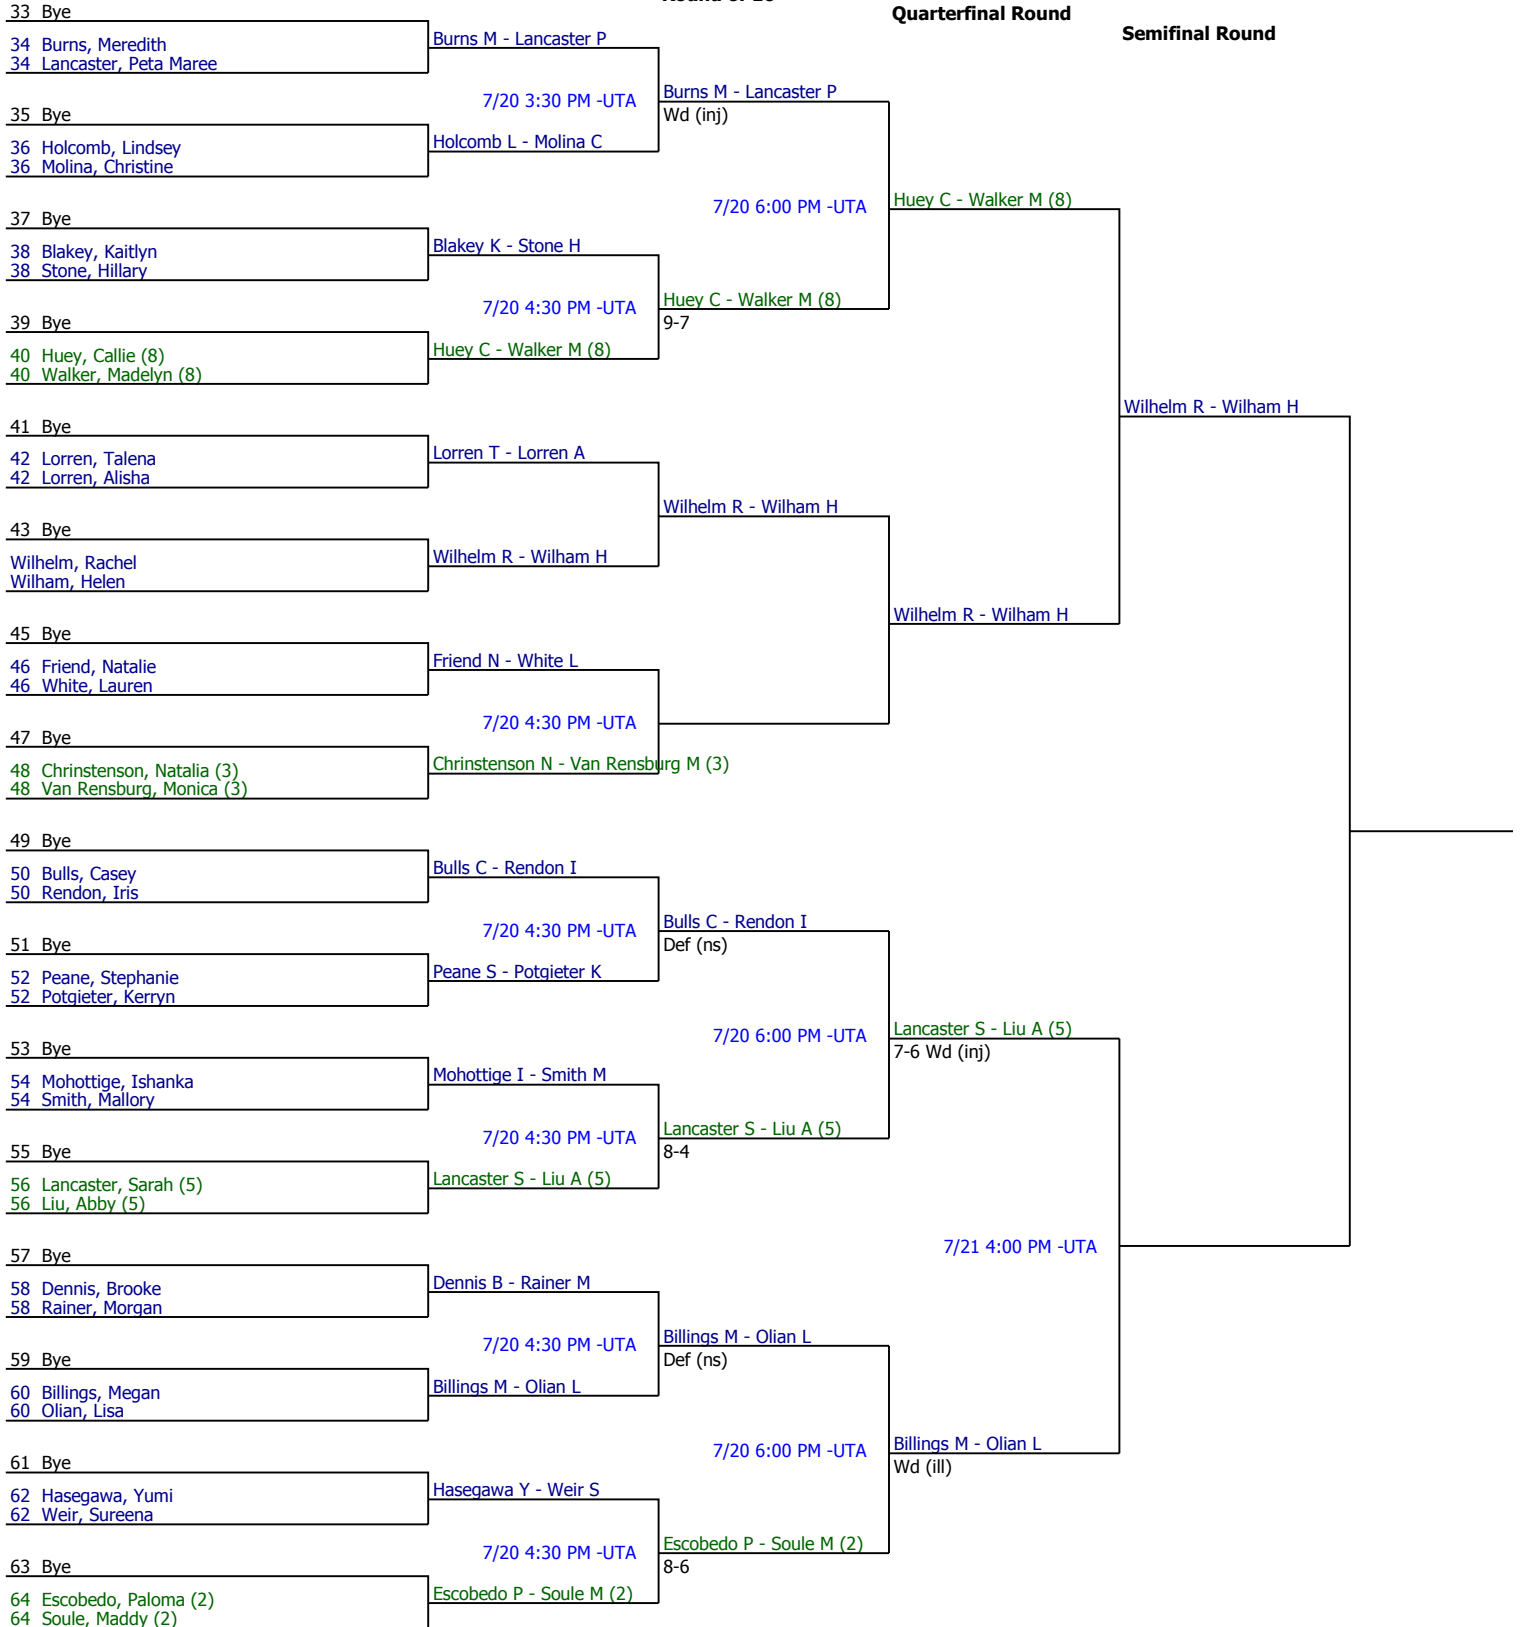 Quarterfinal Round
Semifinal Round
33 Bye
34 Burns, Meredith
34 Lancaster, Peta Maree
Burns M - Lancaster P
7/20 3:30 PM -UTA
Burns M - Lancaster P
Wd (inj)
35 Bye
36 Holcomb, Lindsey
36 Molina, Christine
Holcomb L - Molina C
7/20 6:00 PM -UTA
Huey C - Walker M (8)
37 Bye
38 Blakey, Kaitlyn
38 Stone, Hillary
Blakey K - Stone H
7/20 4:30 PM -UTA
Huey C - Walker M (8)
9-7
39 Bye
40 Huey, Callie (8)
40 Walker, Madelyn (8)
Huey C - Walker M (8)
Wilhelm R - Wilham H
41 Bye
42 Lorren, Talena
42 Lorren, Alisha
Lorren T - Lorren A
Wilhelm R - Wilham H
43 Bye
Wilhelm, Rachel
Wilham, Helen
Wilhelm R - Wilham H
Wilhelm R - Wilham H
45 Bye
46 Friend, Natalie
46 White, Lauren
Friend N - White L
7/20 4:30 PM -UTA
47 Bye
48 Chrinstenson, Natalia (3)
48 Van Rensburg, Monica (3)
Chrinstenson N - Van Rensburg M (3)
49 Bye
50 Bulls, Casey
50 Rendon, Iris
Bulls C - Rendon I
7/20 4:30 PM -UTA
Bulls C - Rendon I
Def (ns)
51 Bye
52 Peane, Stephanie
52 Potgieter, Kerryn
Peane S - Potgieter K
7/20 6:00 PM -UTA
Lancaster S - Liu A (5)
7-6 Wd (inj)
53 Bye
54 Mohottige, Ishanka
54 Smith, Mallory
Mohottige I - Smith M
7/20 4:30 PM -UTA
Lancaster S - Liu A (5)
8-4
55 Bye
56 Lancaster, Sarah (5)
56 Liu, Abby (5)
Lancaster S - Liu A (5)
7/21 4:00 PM -UTA
57 Bye
58 Dennis, Brooke
58 Rainer, Morgan
Dennis B - Rainer M
7/20 4:30 PM -UTA
Billings M - Olian L
Def (ns)
59 Bye
60 Billings, Megan
60 Olian, Lisa
Billings M - Olian L
7/20 6:00 PM -UTA
Billings M - Olian L
Wd (ill)
61 Bye
62 Hasegawa, Yumi
62 Weir, Sureena
Hasegawa Y - Weir S
7/20 4:30 PM -UTA
Escobedo P - Soule M (2)
8-6
63 Bye
64 Escobedo, Paloma (2)
64 Soule, Maddy (2)
Escobedo P - Soule M (2)